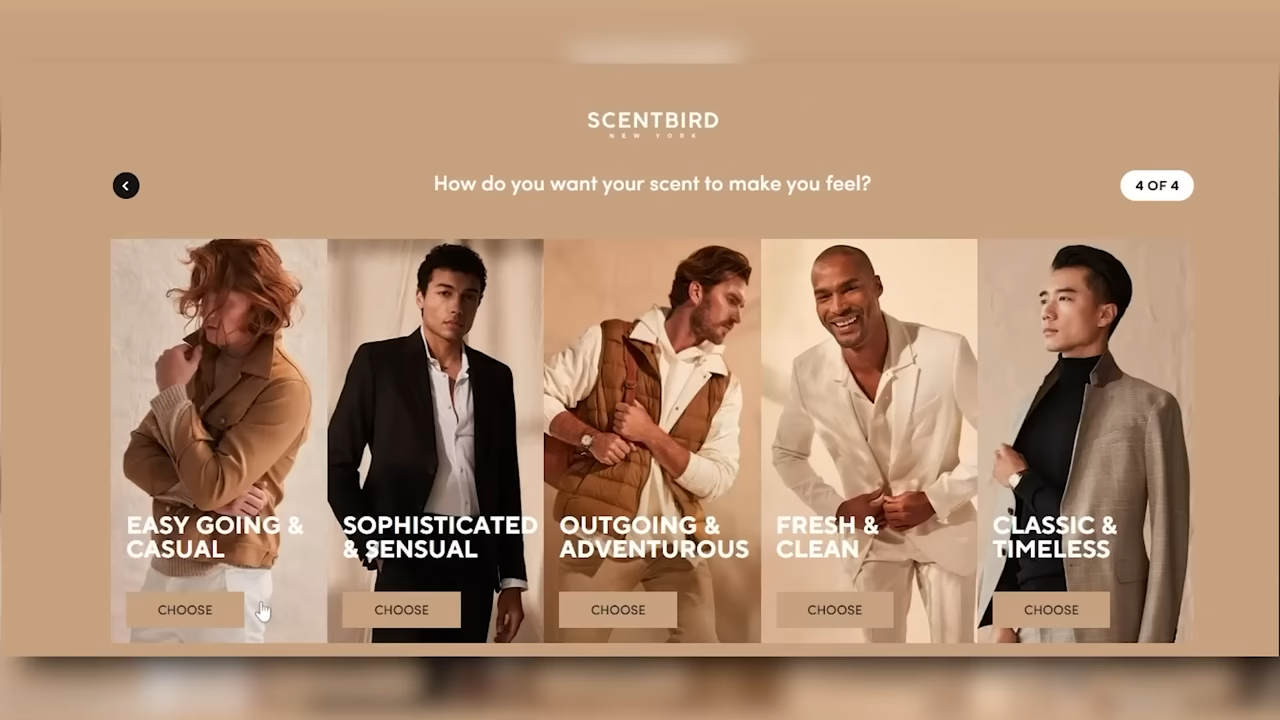 SCENTBIRD
NEW YORK
How do you want your scent to make you feel?
4 OF 4
EASY GOING &
CASUAL
CHOOSE
SOPHISTICATED
& SENSUAL
CHOOSE
OUTGOING &
ADVENTUROUS
CHOOSE
FRESH &
CLEAN
CHOOSE
CLASSIC &
TIMELESS
CHOOSE